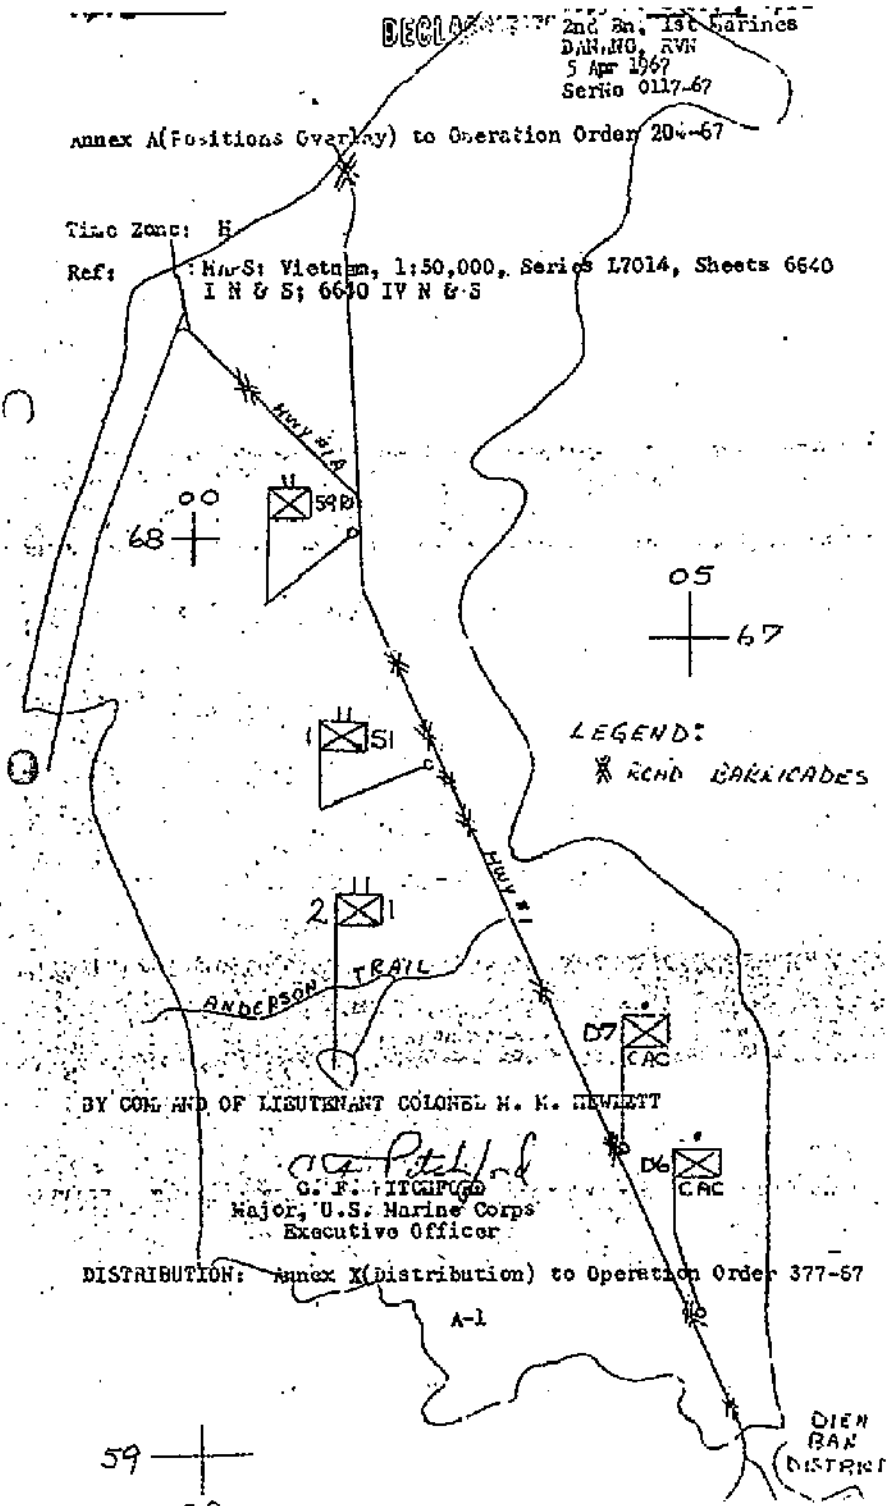 2nd Bn, 1st Marines
DANANG, RVN
5 Apr 1967
SerNo 0117-67
Annex A(Positions Overlay) to Operation Order 204-67
Time Zone: H
Ref: MAPS: Vietnam, 1:50,000, Series L7014, Sheets 6640
I N & S; 6640 IV N & S
HWY #1A
00
68
59
05
67
1 51
LEGEND:
ROAD BARRICADES
HWY #1
2 1
ANDERSON TRAIL
D7
CAC
BY COMMAND OF LIEUTENANT COLONEL M. M. HEWLETT
D6
CAC
G. F. PITCHFORD
Major, U.S. Marine Corps
Executive Officer
DISTRIBUTION: Annex X(Distribution) to Operation Order 377-67
A-1
DIEN
BAN
DISTRICT
59